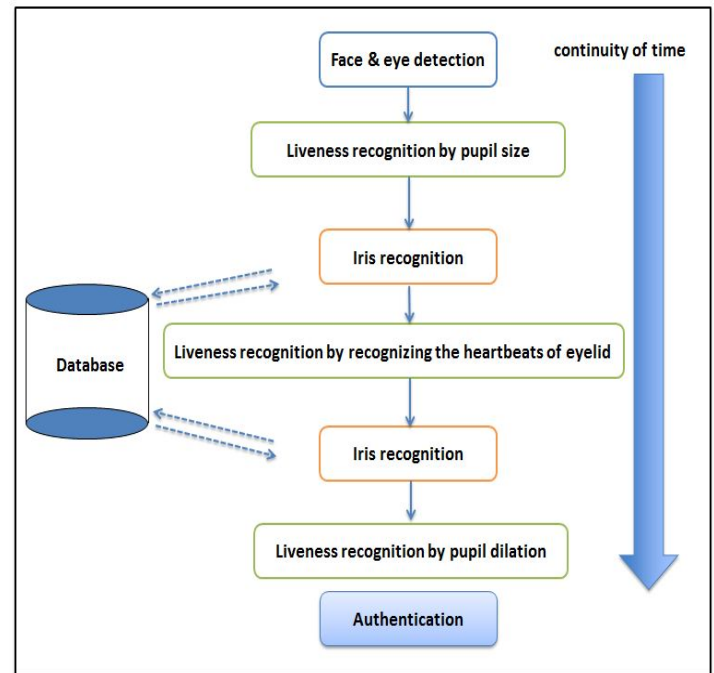 Face & eye detection
continuity of time
Liveness recognition by pupil size
Iris recognition
Liveness recognition by recognizing the heartbeats of eyelid
Database
Iris recognition
Liveness recognition by pupil dilation
Authentication